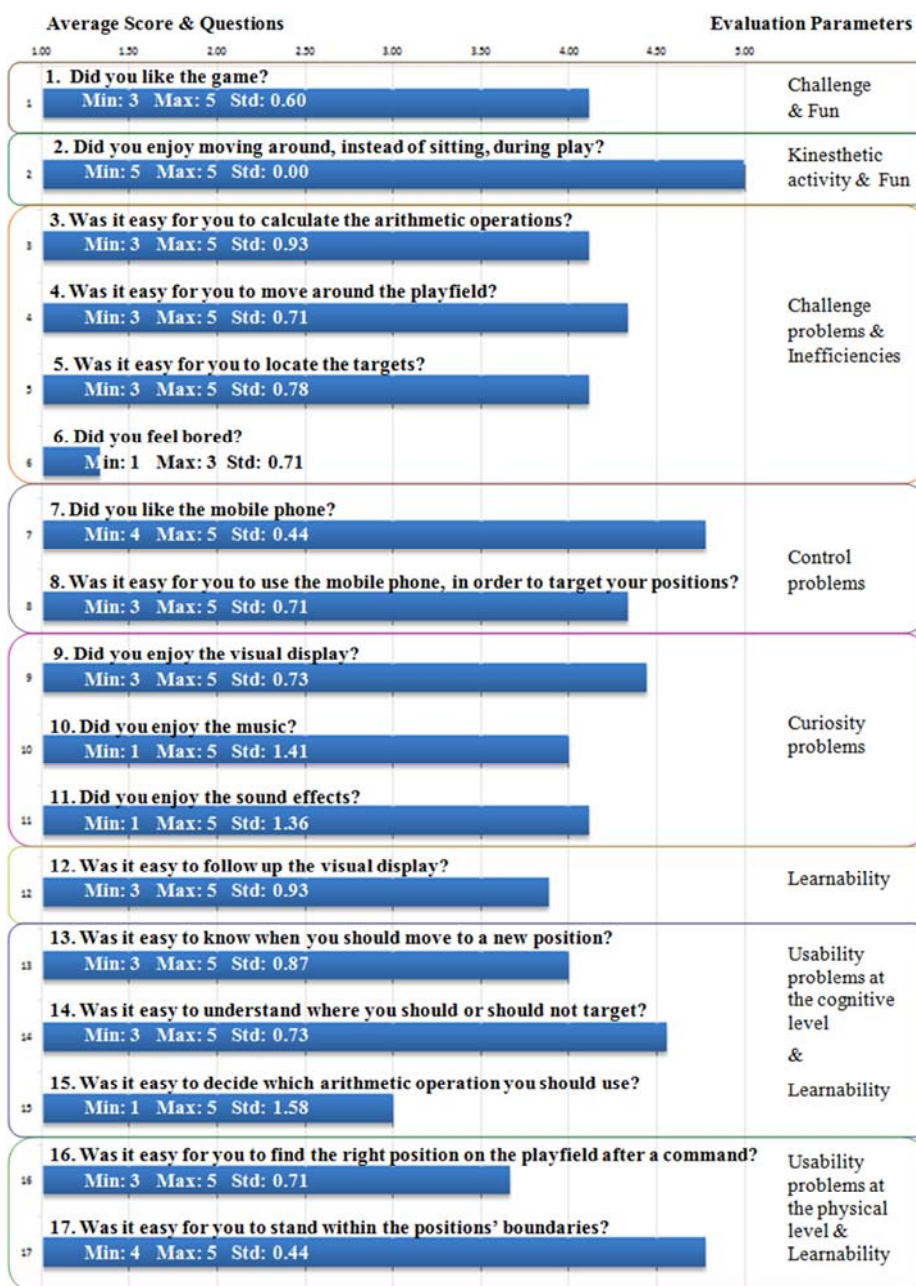 Average Score & Questions
Evaluation Parameters
1.00 1.50 2.00 2.50 3.00 3.50 4.00 4.50 5.00
1. Did you like the game?
1
Min: 3 Max: 5 Std: 0.60
Challenge
& Fun
2. Did you enjoy moving around, instead of sitting, during play?
2
Min: 5 Max: 5 Std: 0.00
Kinesthetic
activity & Fun
3. Was it easy for you to calculate the arithmetic operations?
3
Min: 3 Max: 5 Std: 0.93
4. Was it easy for you to move around the playfield?
4
Min: 3 Max: 5 Std: 0.71
5. Was it easy for you to locate the targets?
5
Min: 3 Max: 5 Std: 0.78
6. Did you feel bored?
6
Min: 1 Max: 3 Std: 0.71
Challenge
problems &
Inefficiencies
7. Did you like the mobile phone?
7
Min: 4 Max: 5 Std: 0.44
8. Was it easy for you to use the mobile phone, in order to target your positions?
8
Min: 3 Max: 5 Std: 0.71
Control
problems
9. Did you enjoy the visual display?
9
Min: 3 Max: 5 Std: 0.73
10. Did you enjoy the music?
10
Min: 1 Max: 5 Std: 1.41
11. Did you enjoy the sound effects?
11
Min: 1 Max: 5 Std: 1.36
Curiosity
problems
12. Was it easy to follow up the visual display?
12
Min: 3 Max: 5 Std: 0.93
Learnability
13. Was it easy to know when you should move to a new position?
13
Min: 3 Max: 5 Std: 0.87
14. Was it easy to understand where you should or should not target?
14
Min: 3 Max: 5 Std: 0.73
15. Was it easy to decide which arithmetic operation you should use?
15
Min: 1 Max: 5 Std: 1.58
Usability
problems at
the cognitive
level
&
Learnability
16. Was it easy for you to find the right position on the playfield after a command?
16
Min: 3 Max: 5 Std: 0.71
17. Was it easy for you to stand within the positions' boundaries?
17
Min: 4 Max: 5 Std: 0.44
Usability
problems at
the physical
level &
Learnability